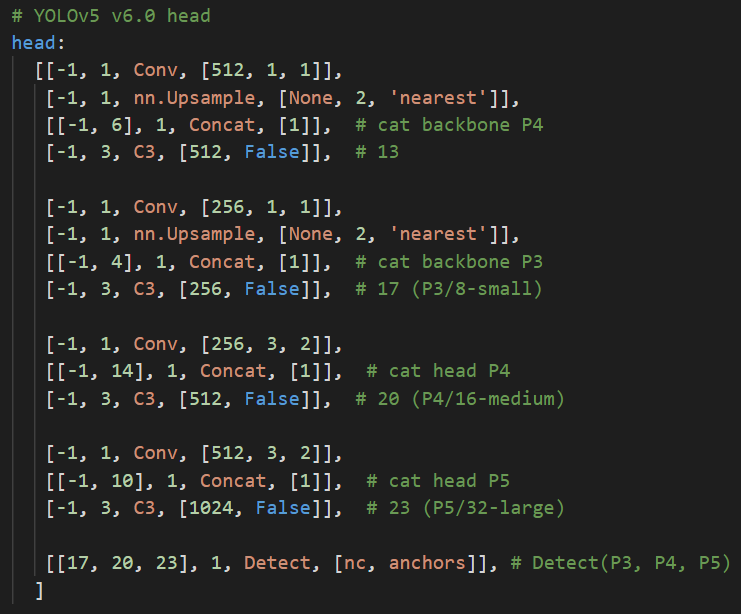 # YOLOv5 v6.0 head
head:
  [[-1, 1, Conv, [512, 1, 1]],
   [-1, 1, nn.Upsample, [None, 2, 'nearest']],
   [[-1, 6], 1, Concat, [1]],  # cat backbone P4
   [-1, 3, C3, [512, False]],  # 13

   [-1, 1, Conv, [256, 1, 1]],
   [-1, 1, nn.Upsample, [None, 2, 'nearest']],
   [[-1, 4], 1, Concat, [1]],  # cat backbone P3
   [-1, 3, C3, [256, False]],  # 17 (P3/8-small)

   [-1, 1, Conv, [256, 3, 2]],
   [[-1, 14], 1, Concat, [1]],  # cat head P4
   [-1, 3, C3, [512, False]],  # 20 (P4/16-medium)

   [-1, 1, Conv, [512, 3, 2]],
   [[-1, 10], 1, Concat, [1]],  # cat head P5
   [-1, 3, C3, [1024, False]],  # 23 (P5/32-large)

   [[17, 20, 23], 1, Detect, [nc, anchors]], # Detect(P3, P4, P5)
  ]